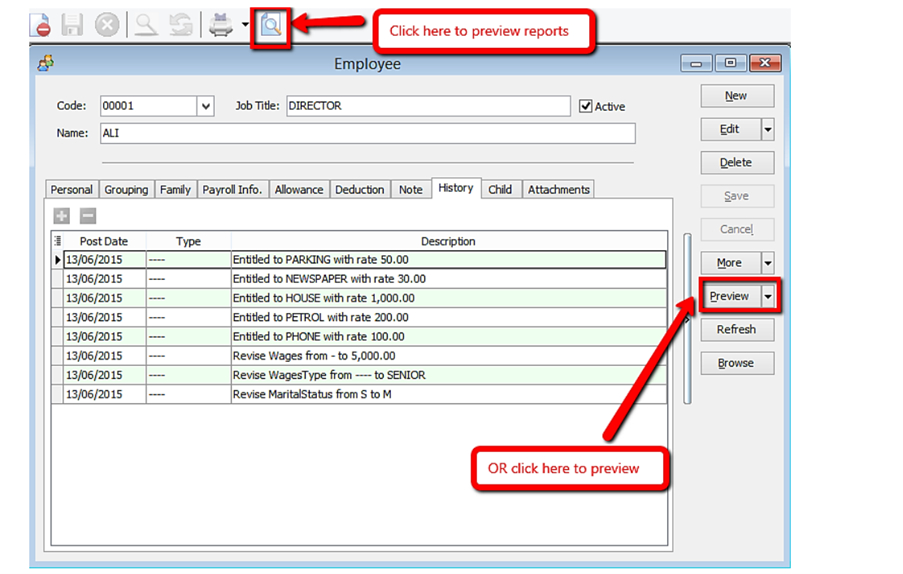 Click here to preview reports
Employee
Code: 00001 Job Title: DIRECTOR Active
Name: ALI
New
Edit
Delete
Save
Cancel
More
Preview
Refresh
Browse
Personal Grouping Family Payroll Info. Allowance Deduction Note History Child Attachments
Post Date Type Description
13/06/2015 ---- Entitled to PARKING with rate 50.00
13/06/2015 ---- Entitled to NEWSPAPER with rate 30.00
13/06/2015 ---- Entitled to HOUSE with rate 1,000.00
13/06/2015 ---- Entitled to PETROL with rate 200.00
13/06/2015 ---- Entitled to PHONE with rate 100.00
13/06/2015 ---- Revise Wages from - to 5,000.00
13/06/2015 ---- Revise WagesType from ---- to SENIOR
13/06/2015 ---- Revise MaritalStatus from S to M
OR click here to preview